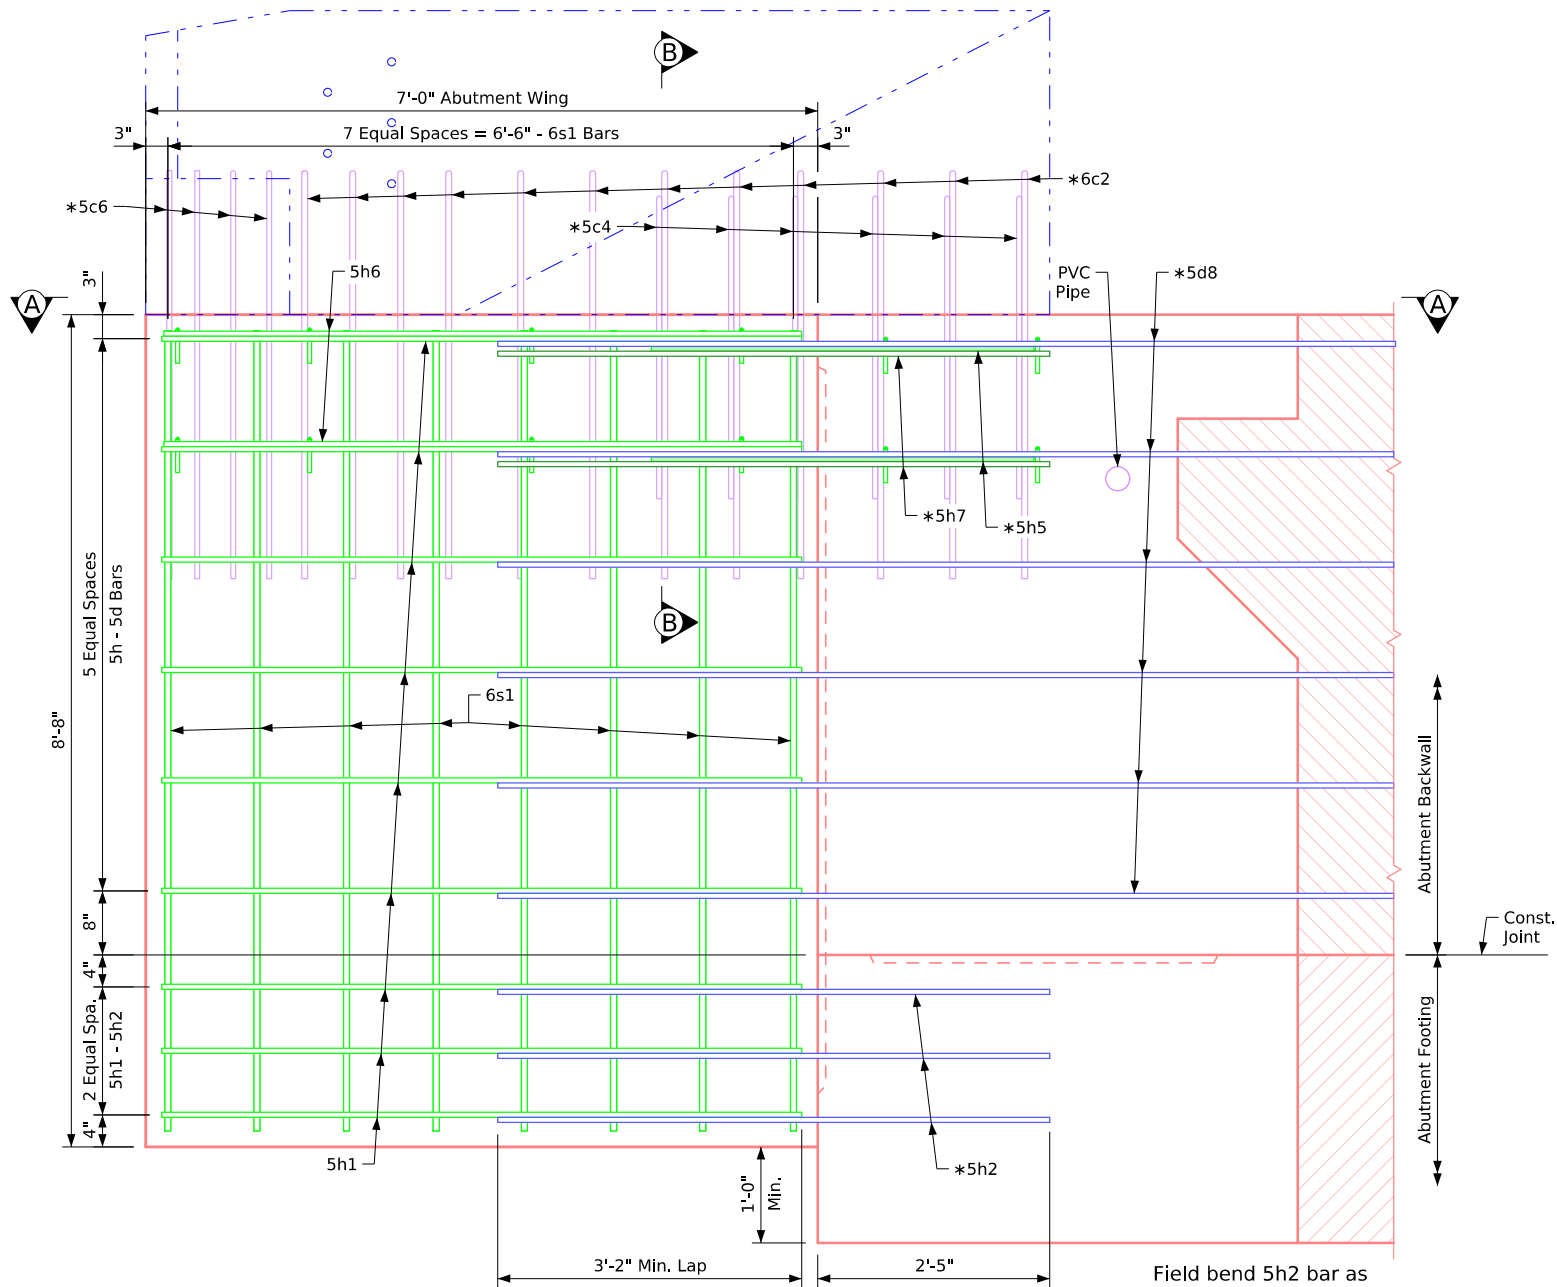 B
7'-0" Abutment Wing
3"
7 Equal Spaces = 6'-6" - 6s1 Bars
3"
*6c2
*5c6
*5c4
5h6
PVC
Pipe
*5d8
3"
A
A
*5h7
*5h5
5 Equal Spaces
5h - 5d Bars
B
6s1
8'-8"
Abutment Backwall
8"
Const.
Joint
4"
2 Equal Spa.
5h1 - 5h2
Abutment Footing
4"
5h1
*5h2
1'-0"
Min.
3'-2" Min. Lap
2'-5"
Field bend 5h2 bar as